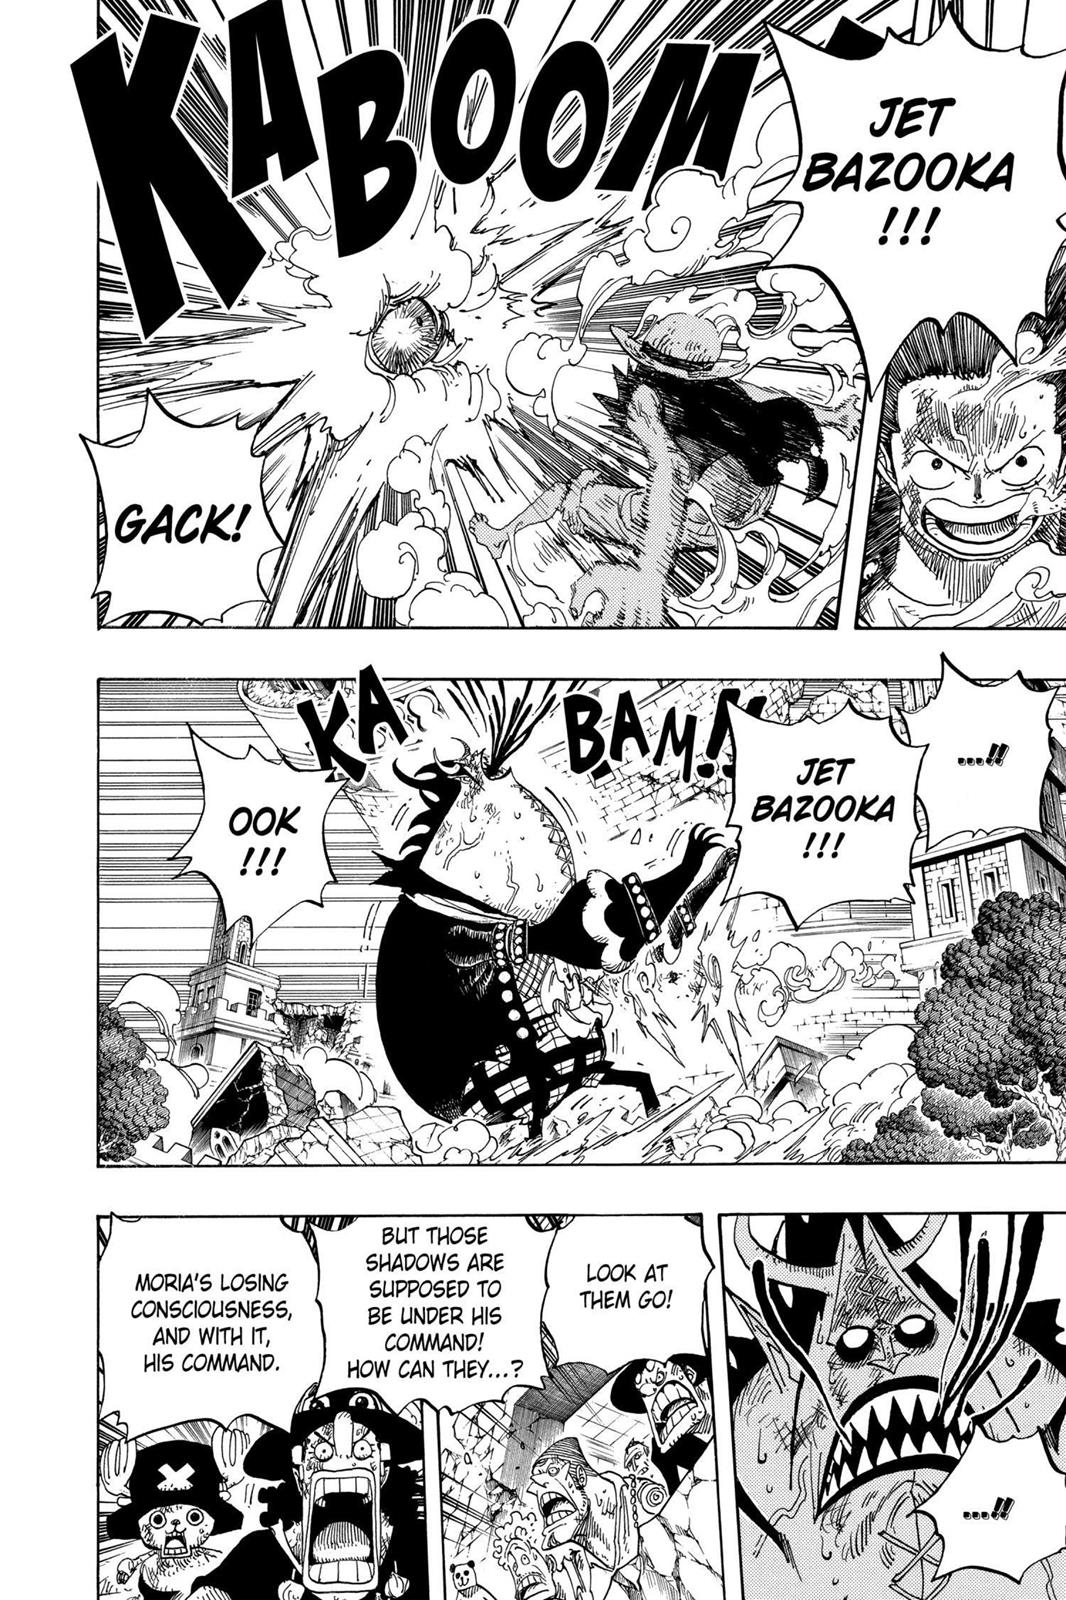 JET
BAZOOKA
!!!
KABOOM
GACK!
...!!
JET
BAZOOKA
!!!
KA
BAM!!
OOK
!!!
...!!
LOOK AT
THEM GO!
BUT THOSE
SHADOWS ARE
SUPPOSED TO
BE UNDER HIS
COMMAND!
HOW CAN THEY...?
MORIA'S LOSING
CONSCIOUSNESS,
AND WITH IT,
HIS COMMAND.